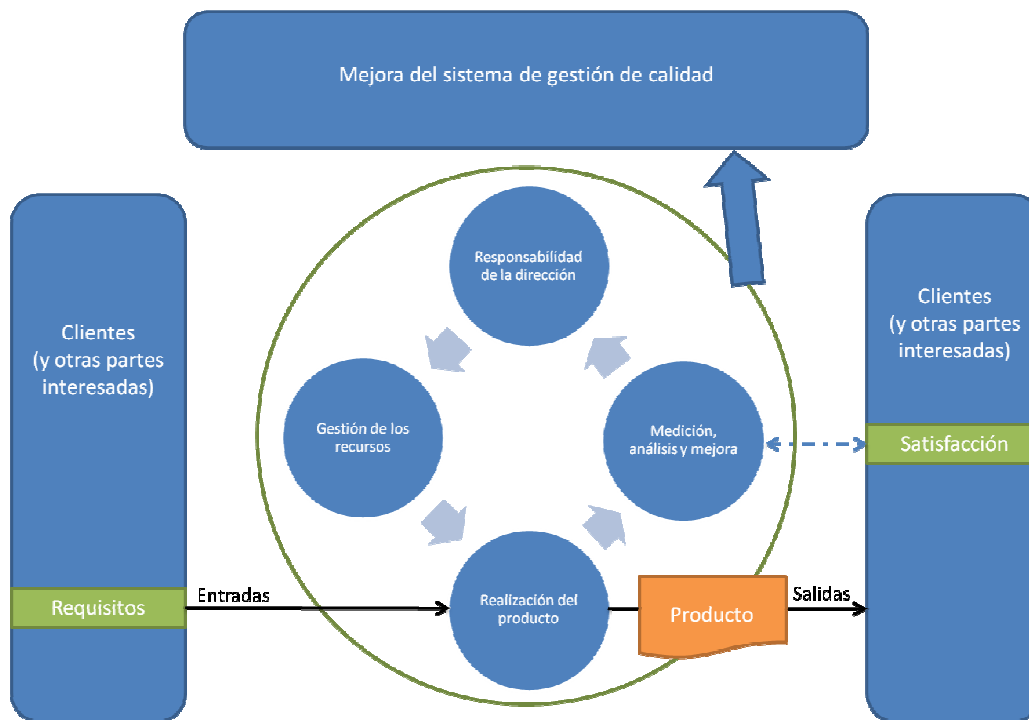 Mejora del sistema de gestión de calidad
Responsabilidad
de la dirección
Clientes
(y otras partes
interesadas)
Clientes
(y otras partes
interesadas)
Gestión de los
recursos
Medición,
análisis y mejora
Satisfacción
Requisitos
Entradas
Realización del
producto
Producto
Salidas